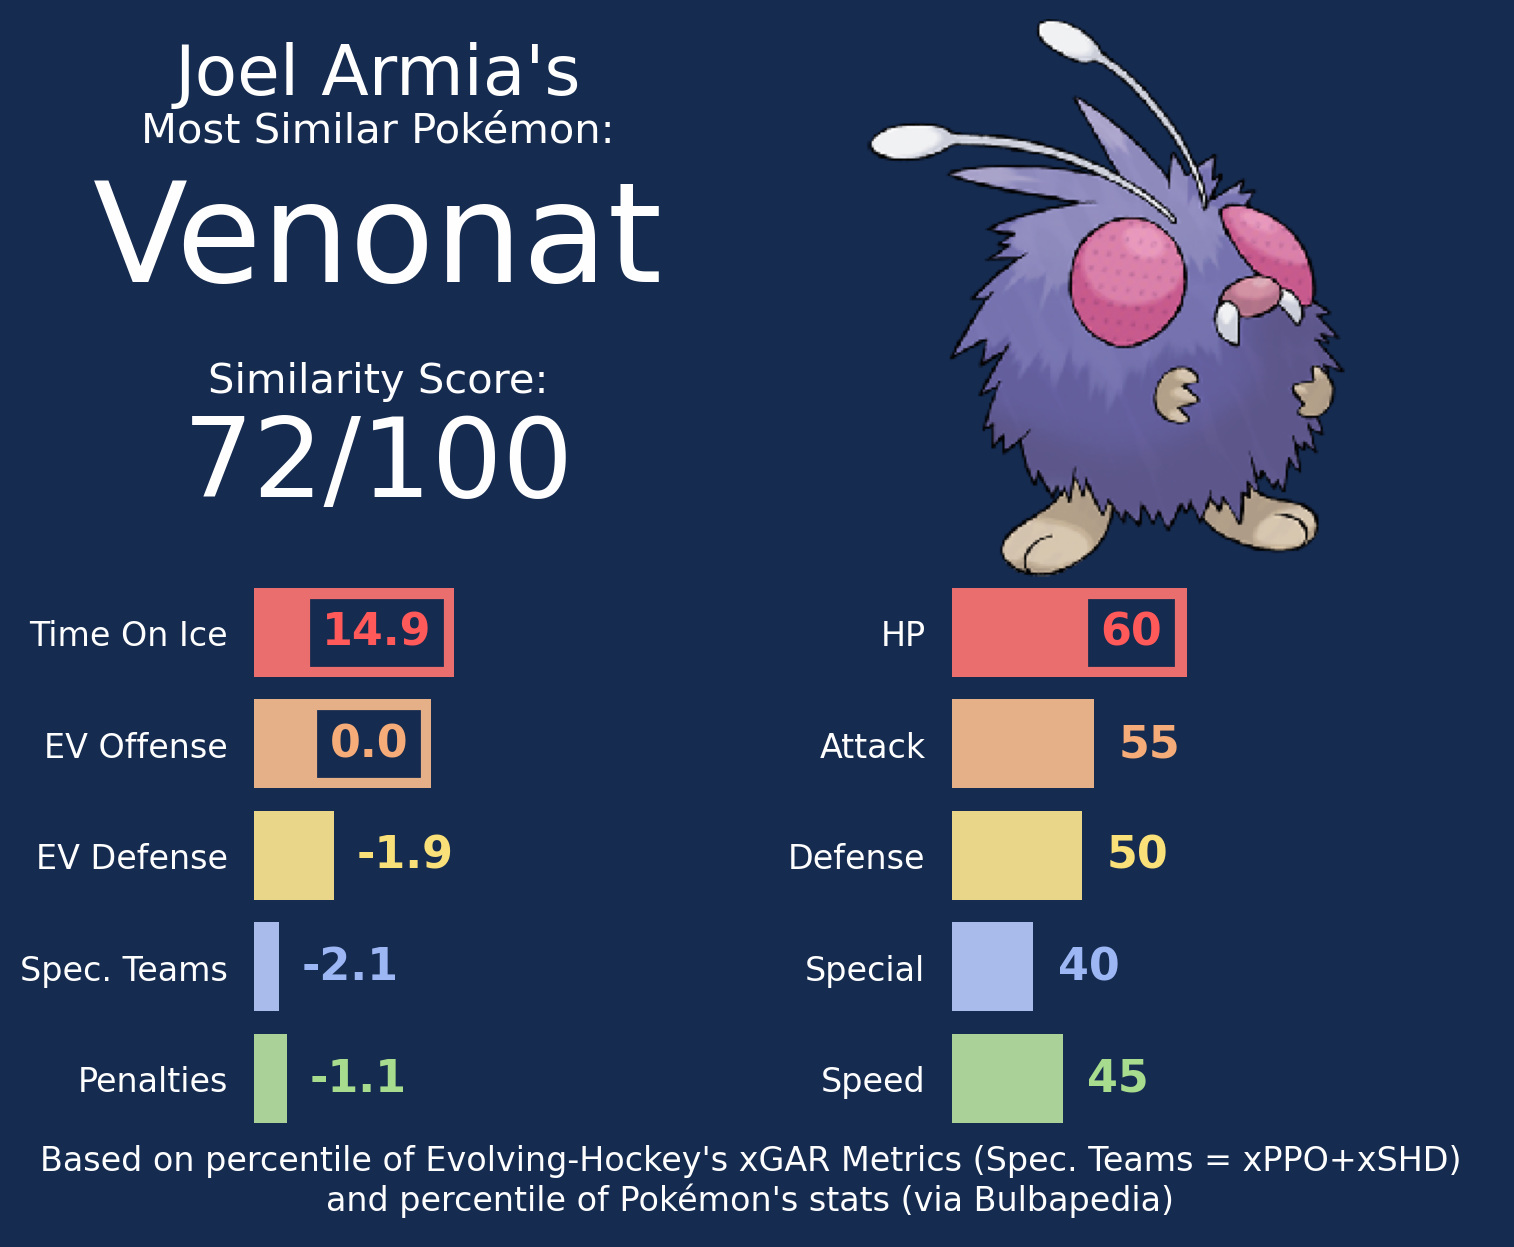 Joel Armia's
Most Similar Pokémon:
Venonat
Similarity Score:
72/100
Time On Ice 14.9
EV Offense 0.0
EV Defense -1.9
Spec. Teams -2.1
Penalties -1.1
HP 60
Attack 55
Defense 50
Special 40
Speed 45
Based on percentile of Evolving-Hockey's xGAR Metrics (Spec. Teams = xPPO+xSHD)
and percentile of Pokémon's stats (via Bulbapedia)